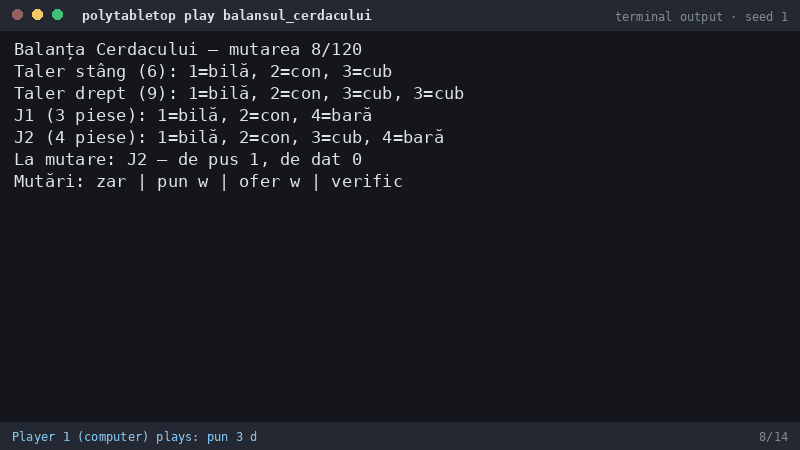 polytabletop play balansul_cerdacului
terminal output · seed 1
Balanța Cerdacului — mutarea 8/120
Taler stâng (6): 1=bilă, 2=con, 3=cub
Taler drept (9): 1=bilă, 2=con, 3=cub, 3=cub
J1 (3 piese): 1=bilă, 2=con, 4=bară
J2 (4 piese): 1=bilă, 2=con, 3=cub, 4=bară
La mutare: J2 — de pus 1, de dat 0
Mutări: zar | pun w | ofer w | verific
Player 1 (computer) plays: pun 3 d
8/14